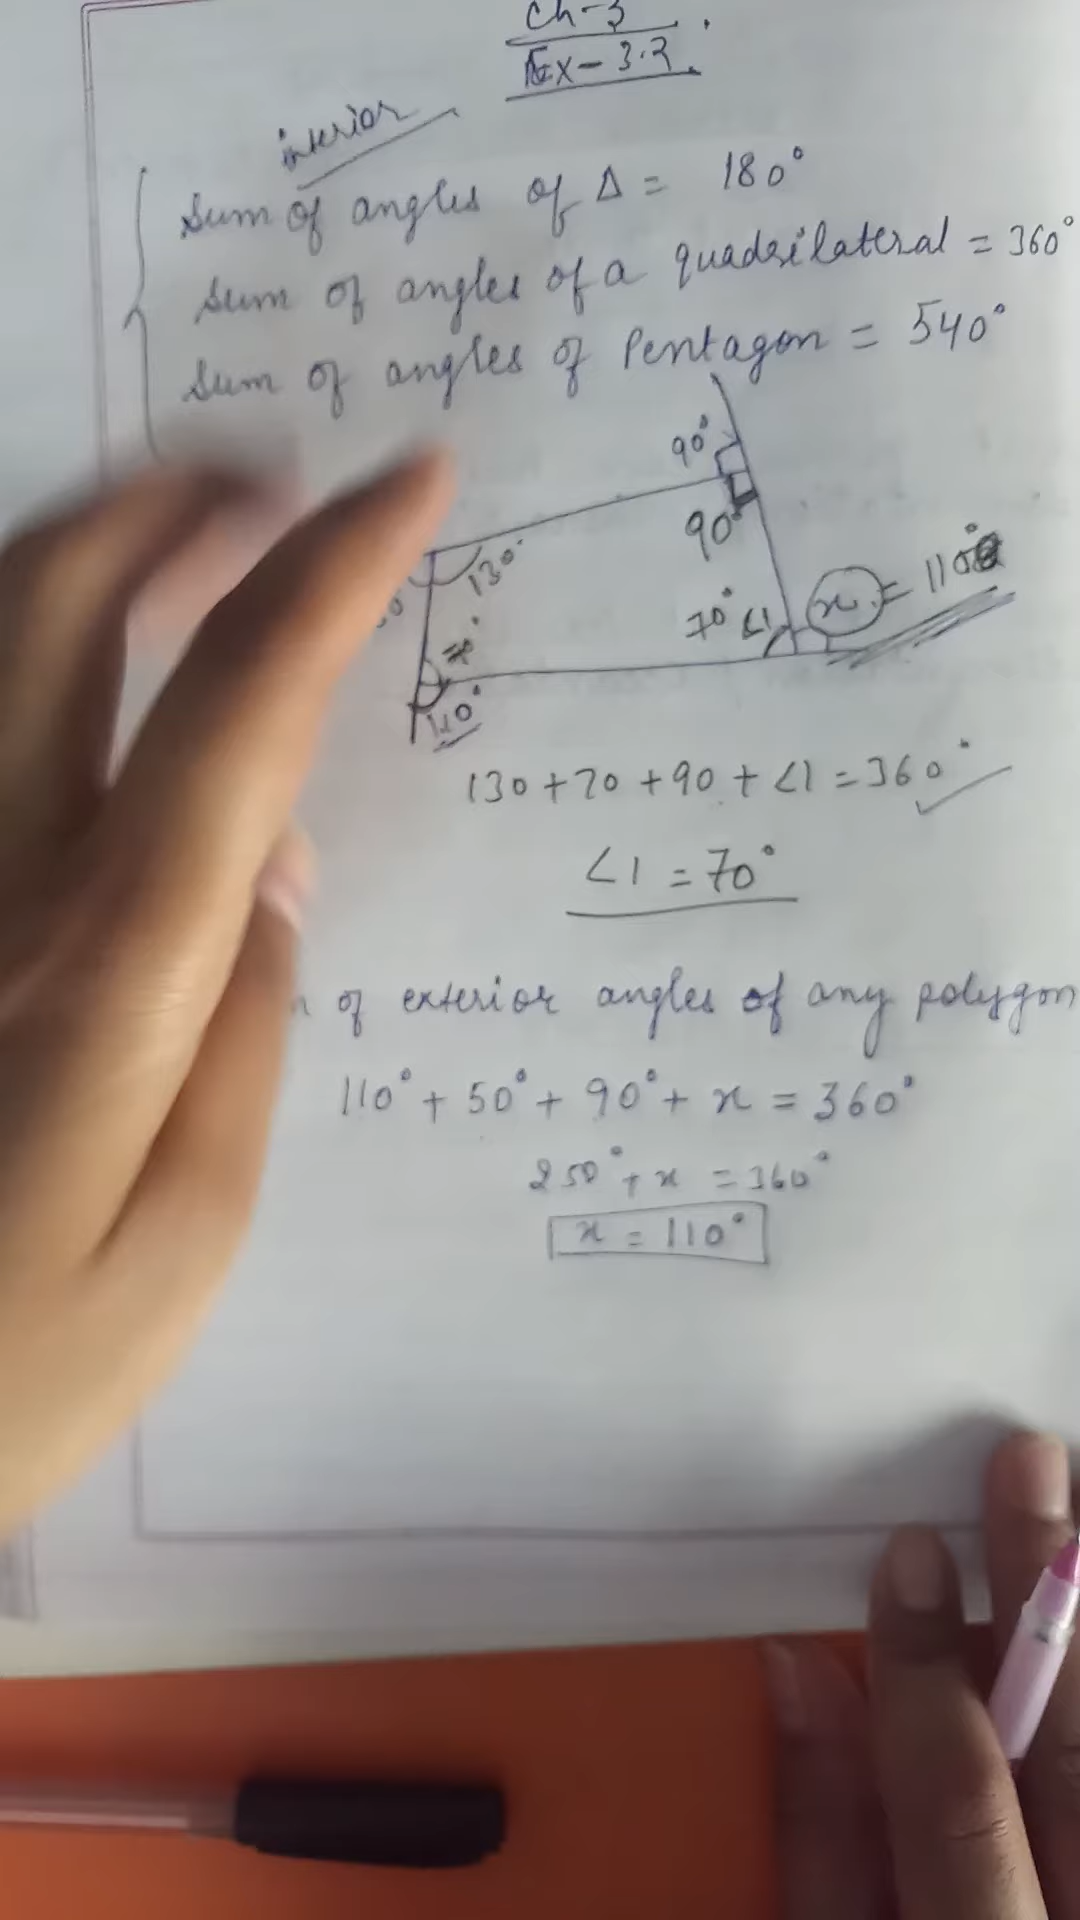 Ch-3
Ex-3.2
interior
Sum of angles of Δ = 180°
Sum of angles of a quadrilateral = 360°
Sum of angles of Pentagon = 540°
90°
90°
130°
70° ∠1 x = 110°
70°
110°
130+70+90+∠1=360°
∠1=70°
of exterior angles of any polygon
110°+50°+90°+x=360°
250°+x=360°
x=110°